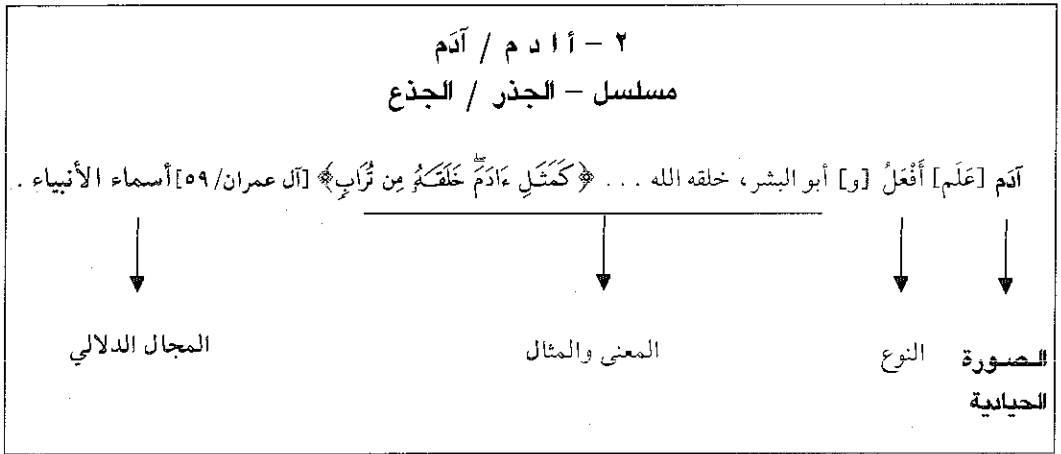 ٢ – أ ا د م / آدَم
مسلسل – الجذر / الجذع
آدَم [عَلَم] أَفْعَلُ [و] أبو البشر، خلقه الله ... ﴿كَمَثَلِ ءَادَمَۖ خَلَقَهُۥ مِن تُرَابٖ﴾ [آل عمران/٥٩] أسماء الأنبياء .
الصورة النوع المعنى والمثال المجال الدلالي
الحيادية